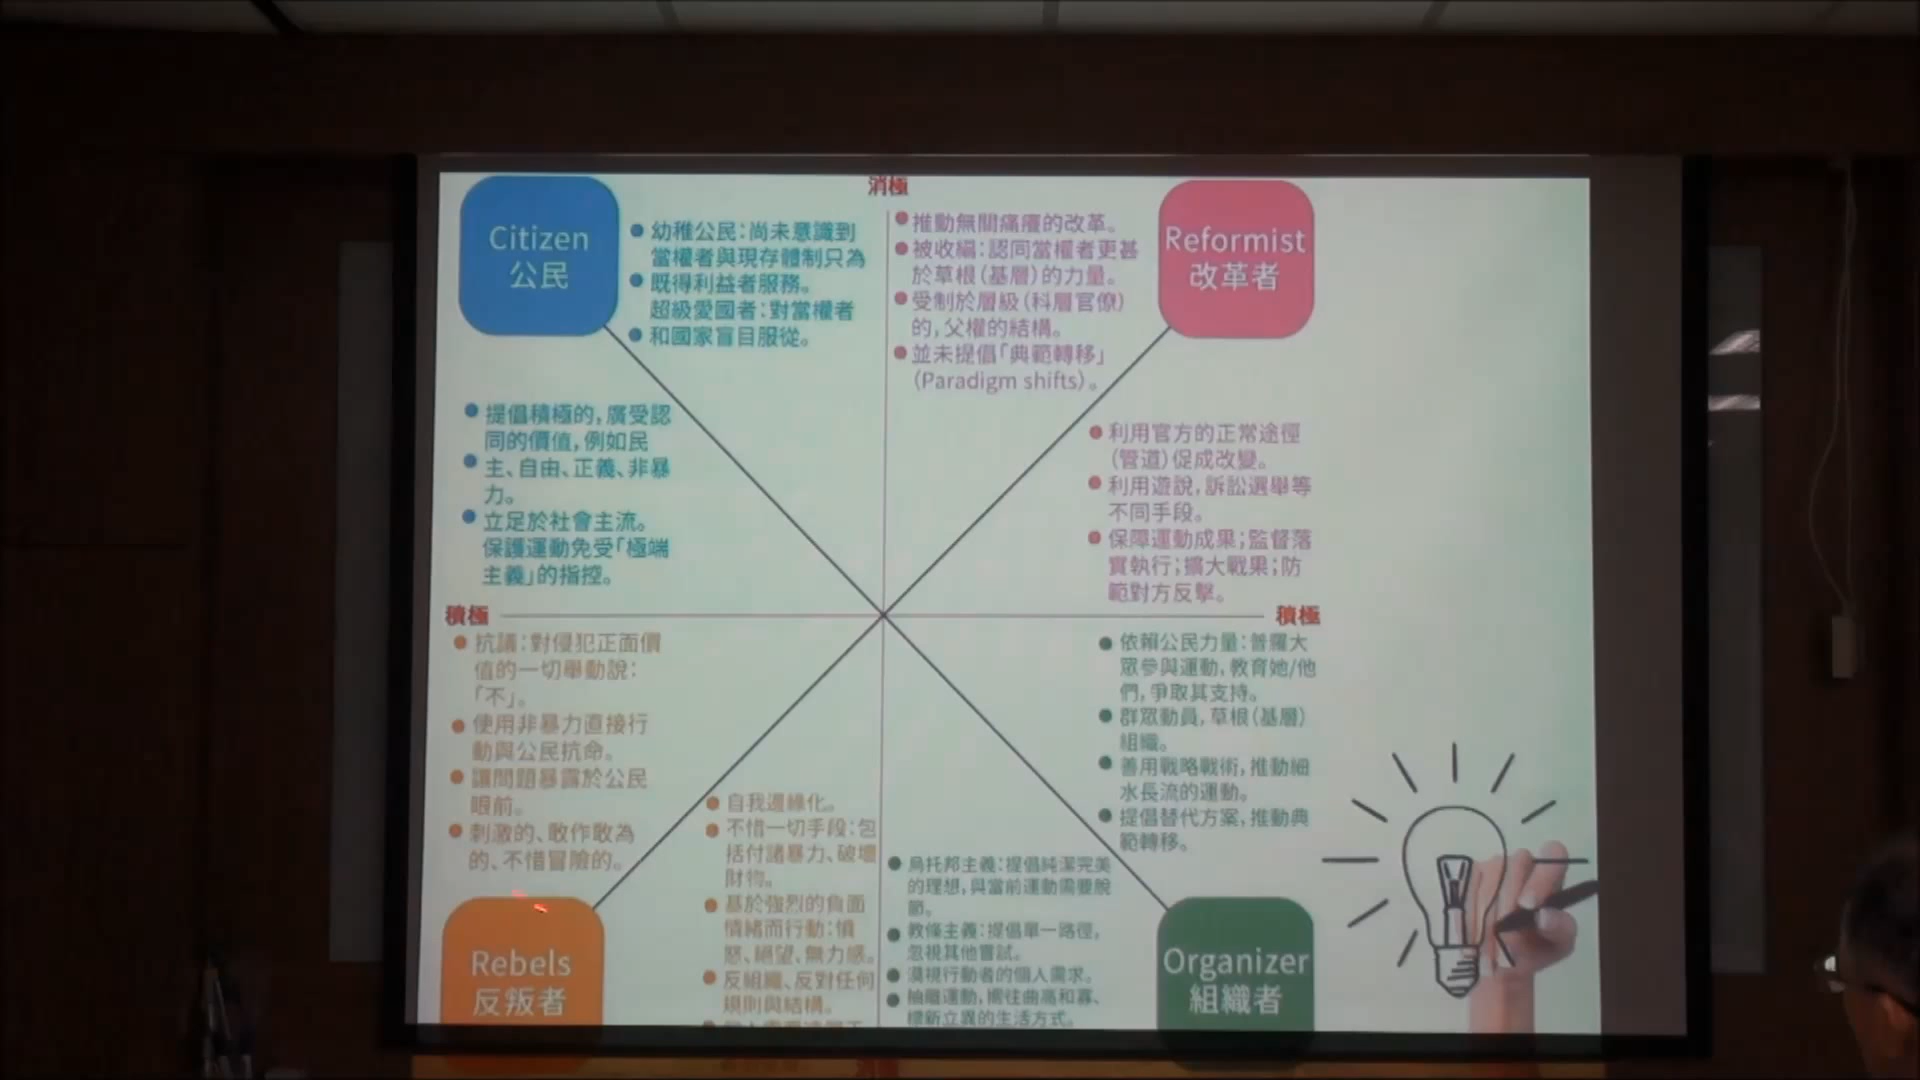 消極
Citizen
公民
幼稚公民：尚未意識到
當權者與現存體制只為
既得利益者服務。
超級愛國者：對當權者
和國家盲目服從。
推動無關痛癢的改革。
被收編：認同當權者更甚
於草根（基層）的力量。
受制於層級（科層官僚）
的，父權的結構。
並未提倡「典範轉移」
（Paradigm shifts）。
Reformist
改革者
提倡積極的，廣受認
同的價值，例如民
主、自由、正義、非暴
力。
立足於社會主流。
保護運動免受「極端
主義」的指控。
利用官方的正常途徑
（管道）促成改變。
利用遊說，訴訟選舉等
不同手段。
保障運動成果；監督落
實執行；擴大戰果；防
範對方反擊。
積極
積極
抗議：對侵犯正面價
值的一切舉動說：
「不」。
使用非暴力直接行
動與公民抗命。
讓問題暴露於公民
眼前。
刺激的、敢作敢為
的、不惜冒險的。
Rebels
反叛者
自我邊緣化。
不惜一切手段：包
括付諸暴力、破壞
財物。
基於強烈的負面
情緒而行動：憤
怒、絕望、無力感。
反組織、反對任何
規則與結構。
烏托邦主義：提倡純潔完美
的理想，與當前運動需要脫
節。
教條主義：提倡單一路徑，
忽視其他嘗試。
漠視行動者的個人需求。
抽離運動，嚮往曲高和寡、
標新立異的生活方式。
依賴公民力量：普羅大
眾參與運動，教育她/他
們，爭取其支持。
群眾動員，草根（基層）
組織。
善用戰略戰術，推動細
水長流的運動。
提倡替代方案，推動典
範轉移。
Organizer
組織者